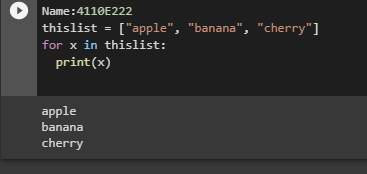 Name:4110E222
thislist = ["apple", "banana", "cherry"]
for x in thislist:
  print(x)
apple
banana
cherry